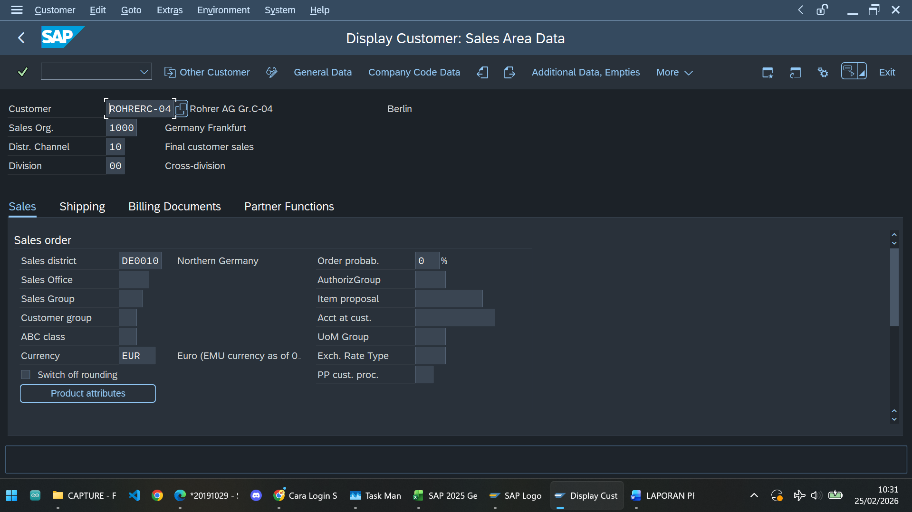 Customer Edit Goto Extras Environment System Help
SAP Display Customer: Sales Area Data
Other Customer General Data Company Code Data Additional Data, Empties More Exit
Customer ROHRERC-04 Rohrer AG Gr.C-04 Berlin
Sales Org. 1000 Germany Frankfurt
Distr. Channel 10 Final customer sales
Division 00 Cross-division
Sales Shipping Billing Documents Partner Functions
Sales order
Sales district DE0010 Northern Germany Order probab. 0 %
Sales Office AuthorizGroup
Sales Group Item proposal
Customer group Acct at cust.
ABC class UoM Group
Currency EUR Euro (EMU currency as of 0. Exch. Rate Type
Switch off rounding PP cust. proc.
Product attributes
CAPTURE - F *20191029 - S Cara Login S Task Man SAP 2025 Ge SAP Logo Display Cust LAPORAN PI
10:31
25/02/2026